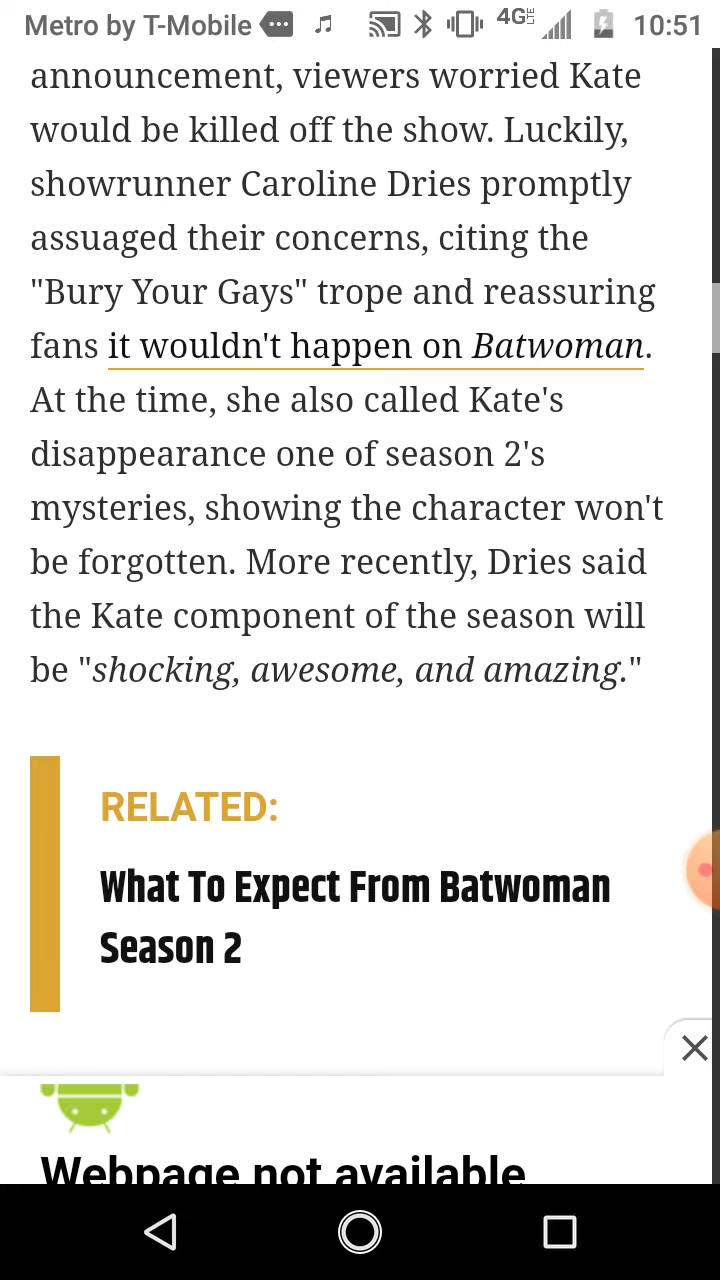 Metro by T-Mobile
4G LTE
10:51
announcement, viewers worried Kate
would be killed off the show. Luckily,
showrunner Caroline Dries promptly
assuaged their concerns, citing the
"Bury Your Gays" trope and reassuring
fans it wouldn't happen on Batwoman.
At the time, she also called Kate's
disappearance one of season 2's
mysteries, showing the character won't
be forgotten. More recently, Dries said
the Kate component of the season will
be "shocking, awesome, and amazing."
RELATED:
What To Expect From Batwoman
Season 2
Webpage not available